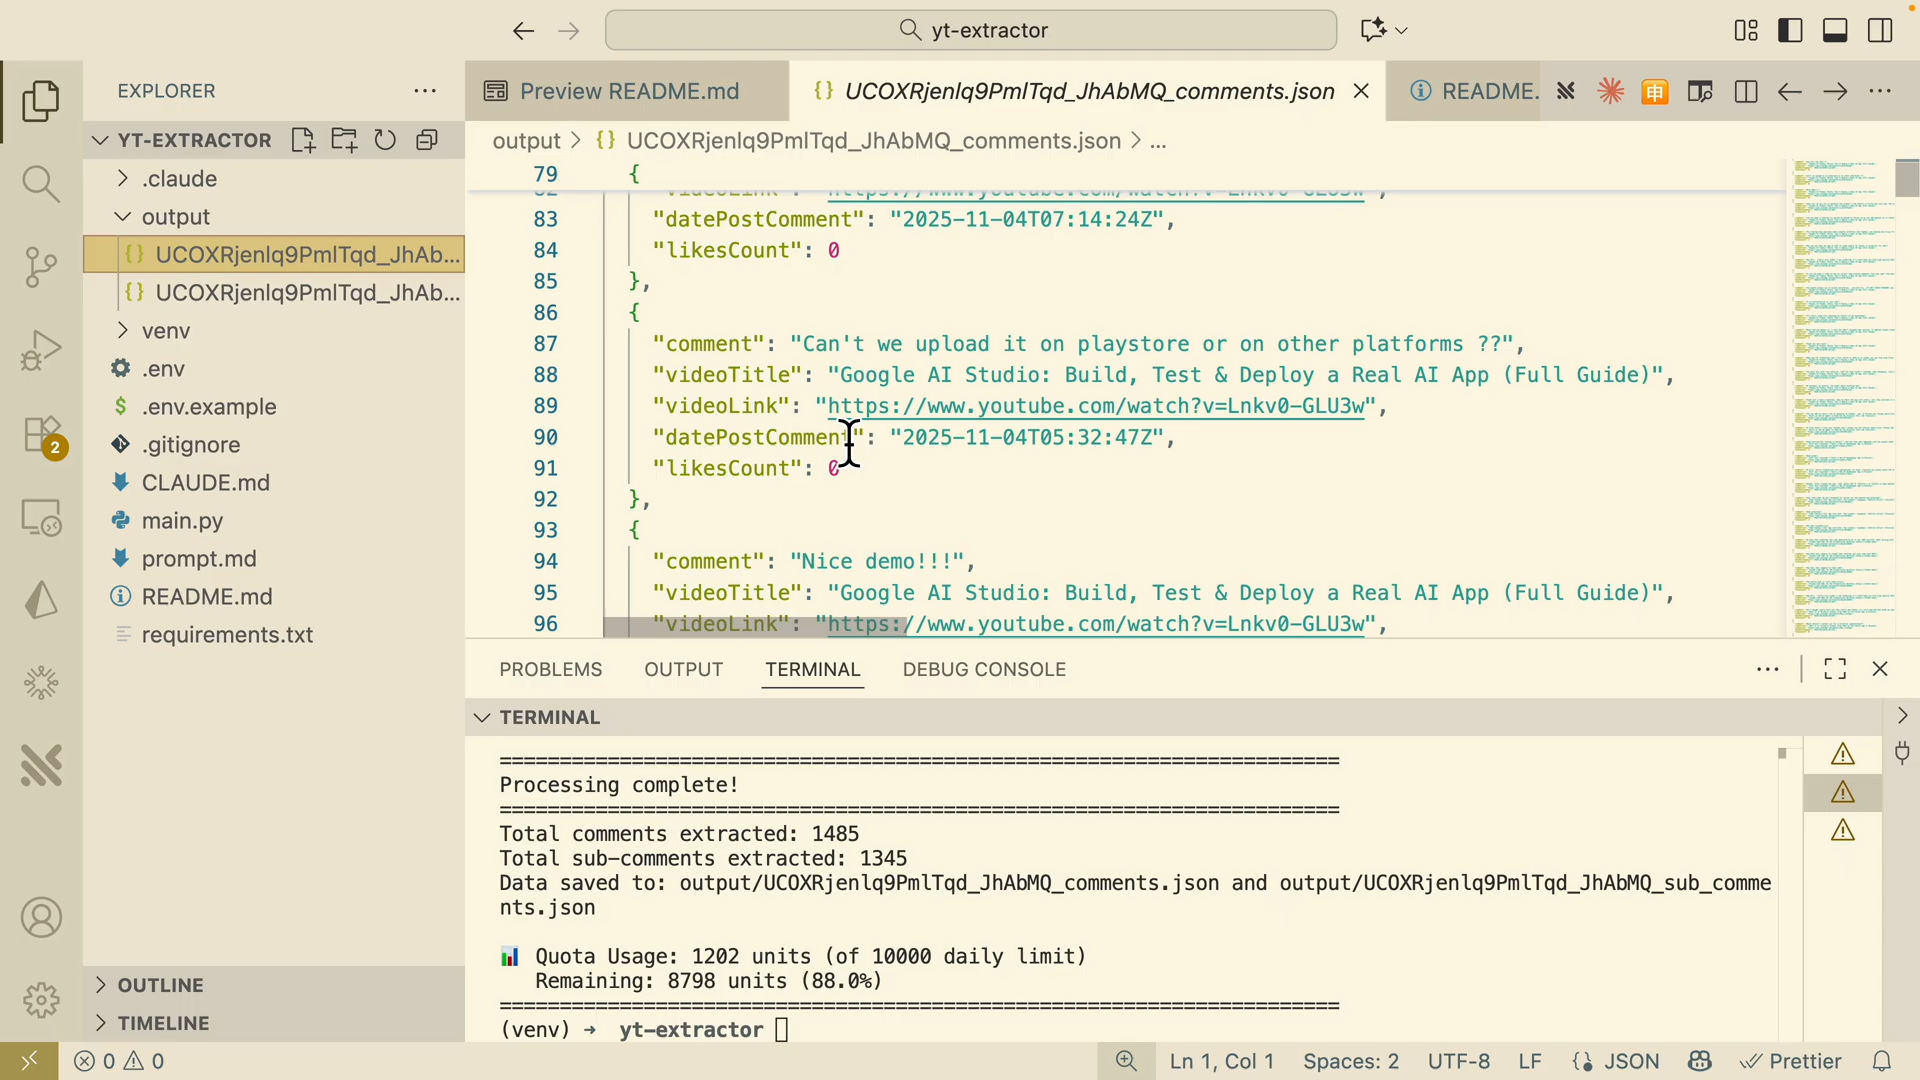 yt-extractor
EXPLORER
Preview README.md
UCOXRjenlq9PmlTqd_JhAbMQ_comments.json
README.
YT-EXTRACTOR
.claude
output
UCOXRjenlq9PmlTqd_JhAb...
UCOXRjenlq9PmlTqd_JhAb...
venv
.env
.env.example
.gitignore
CLAUDE.md
main.py
prompt.md
README.md
requirements.txt
OUTLINE
TIMELINE
2
output > {} UCOXRjenlq9PmlTqd_JhAbMQ_comments.json > ...
79 {
"videoLink": "https://www.youtube.com/watch?v=Lnkv0-GLU3w",
83 "datePostComment": "2025-11-04T07:14:24Z",
84 "likesCount": 0
85 },
86 {
87 "comment": "Can't we upload it on playstore or on other platforms ??",
88 "videoTitle": "Google AI Studio: Build, Test & Deploy a Real AI App (Full Guide)",
89 "videoLink": "https://www.youtube.com/watch?v=Lnkv0-GLU3w",
90 "datePostComment": "2025-11-04T05:32:47Z",
91 "likesCount": 0
92 },
93 {
94 "comment": "Nice demo!!!",
95 "videoTitle": "Google AI Studio: Build, Test & Deploy a Real AI App (Full Guide)",
96 "videoLink": "https://www.youtube.com/watch?v=Lnkv0-GLU3w",
PROBLEMS OUTPUT TERMINAL DEBUG CONSOLE
TERMINAL
======================================================================
Processing complete!
======================================================================
Total comments extracted: 1485
Total sub-comments extracted: 1345
Data saved to: output/UCOXRjenlq9PmlTqd_JhAbMQ_comments.json and output/UCOXRjenlq9PmlTqd_JhAbMQ_sub_comme
nts.json
📊 Quota Usage: 1202 units (of 10000 daily limit)
Remaining: 8798 units (88.0%)
======================================================================
(venv) → yt-extractor
0 0
Ln 1, Col 1 Spaces: 2 UTF-8 LF {} JSON Prettier